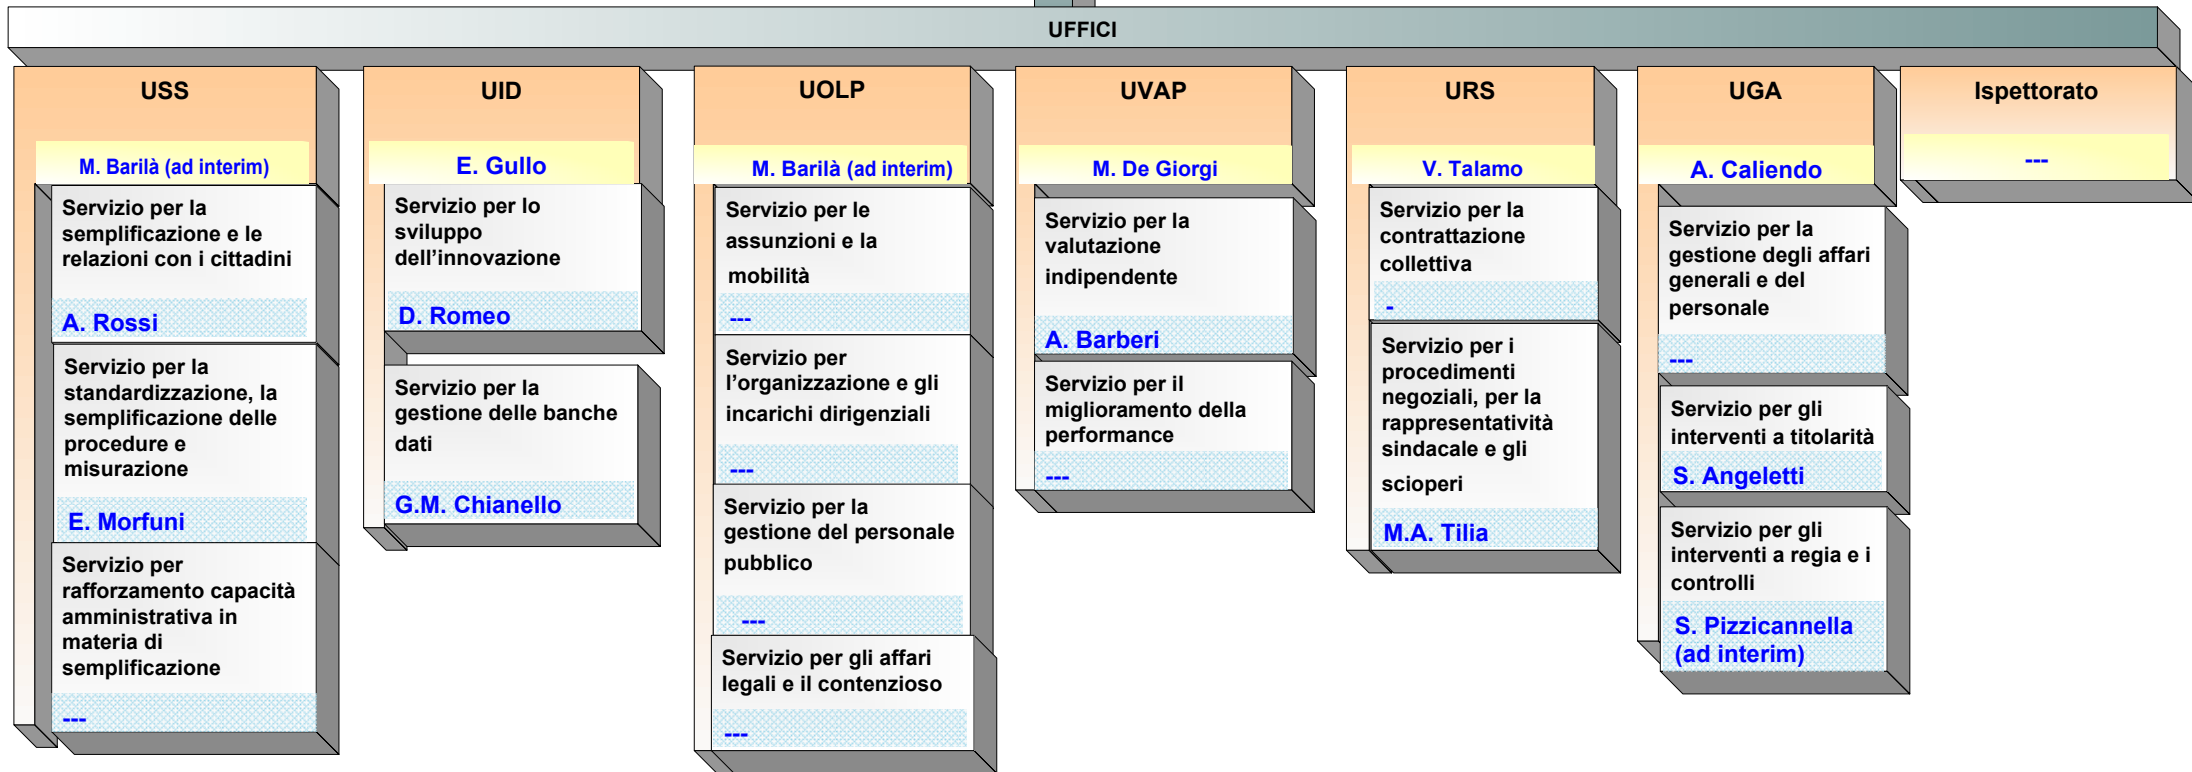 UFFICI
USS
M. Barilà (ad interim)
Servizio per la
semplificazione e le
relazioni con i cittadini
A. Rossi
Servizio per la
standardizzazione, la
semplificazione delle
procedure e
misurazione
E. Morfuni
Servizio per
rafforzamento capacità
amministrativa in
materia di
semplificazione
---
UID
E. Gullo
Servizio per lo
sviluppo
dell’innovazione
D. Romeo
Servizio per la
gestione delle banche
dati
G.M. Chianello
UOLP
M. Barilà (ad interim)
Servizio per le
assunzioni e la
mobilità
---
Servizio per
l’organizzazione e gli
incarichi dirigenziali
---
Servizio per la
gestione del personale
pubblico
---
Servizio per gli affari
legali e il contenzioso
---
UVAP
M. De Giorgi
Servizio per la
valutazione
indipendente
A. Barberi
Servizio per il
miglioramento della
performance
---
URS
V. Talamo
Servizio per la
contrattazione
collettiva
-
Servizio per i
procedimenti
negoziali, per la
rappresentatività
sindacale e gli
scioperi
M.A. Tilia
UGA
A. Caliendo
Servizio per la
gestione degli affari
generali e del
personale
---
Servizio per gli
interventi a titolarità
S. Angeletti
Servizio per gli
interventi a regia e i
controlli
S. Pizzicannella
(ad interim)
Ispettorato
---